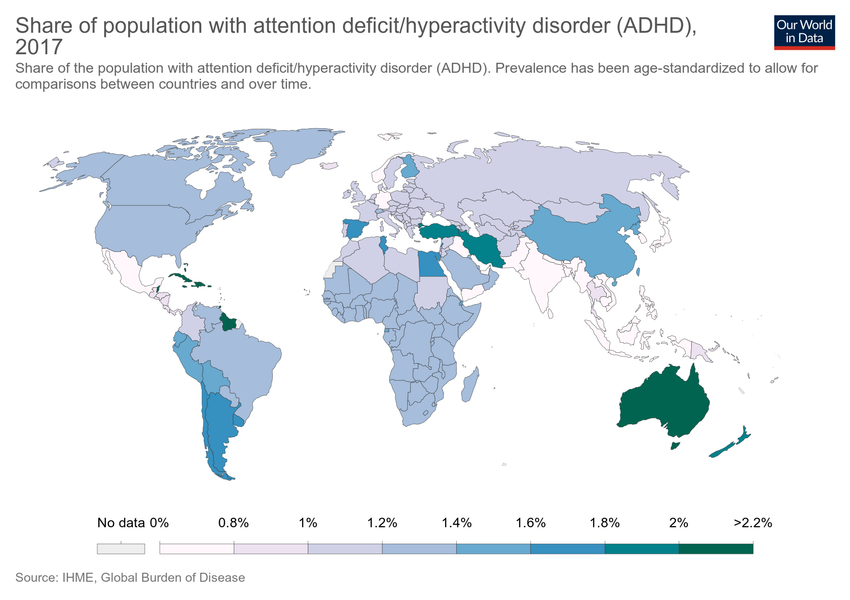 Share of population with attention deficit/hyperactivity disorder (ADHD),
2017
Our World
in Data
Share of the population with attention deficit/hyperactivity disorder (ADHD). Prevalence has been age-standardized to allow for
comparisons between countries and over time.
No data 0% 0.8% 1% 1.2% 1.4% 1.6% 1.8% 2% >2.2%
Source: IHME, Global Burden of Disease